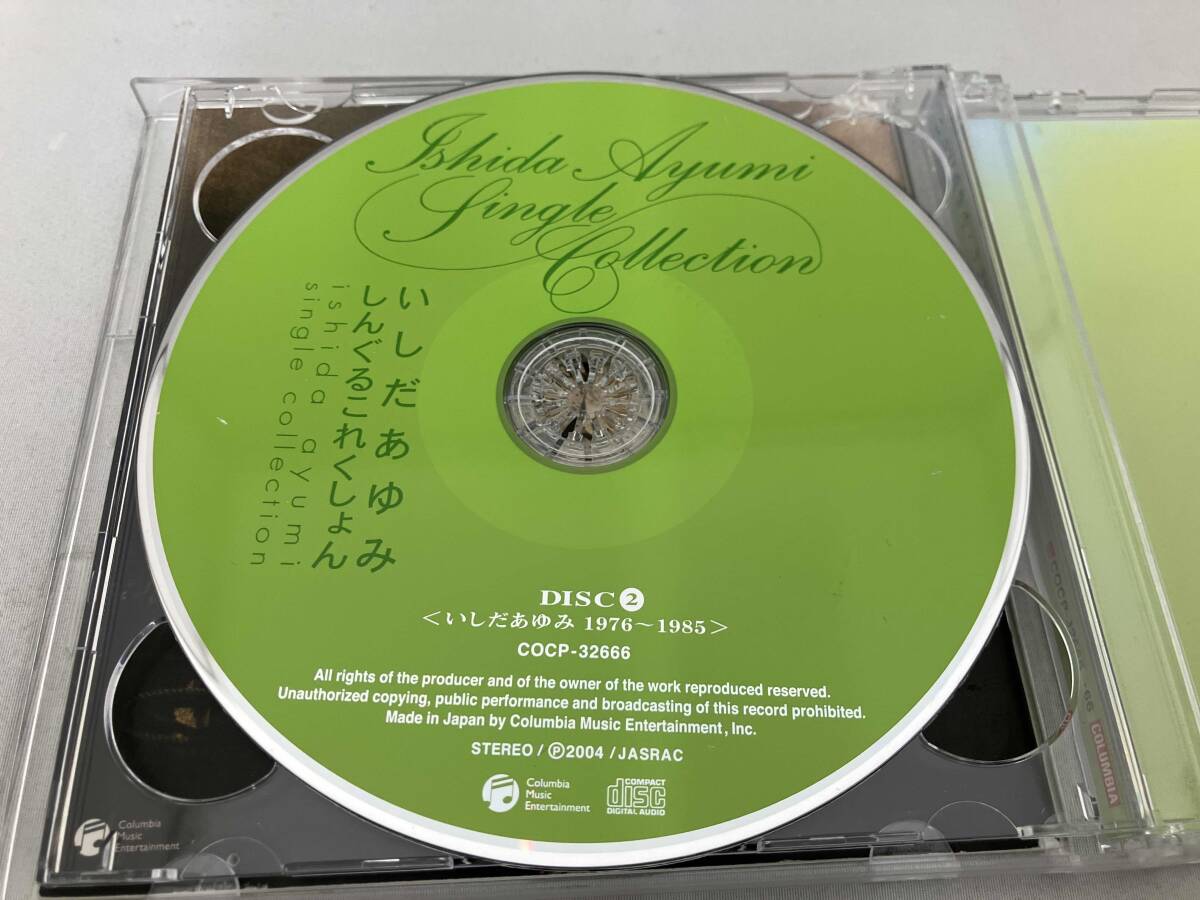 Ishida Ayumi
Single
Collection
いしだあゆみ
しんぐるこれくしょん
ishida ayumi
single collection
DISC 2
＜いしだあゆみ 1976～1985＞
COCP-32666
All rights of the producer and of the owner of the work reproduced reserved.
Unauthorized copying, public performance and broadcasting of this record prohibited.
Made in Japan by Columbia Music Entertainment, Inc.
STEREO / Ⓟ2004 / JASRAC
Columbia
Music
Entertainment
COMPACT
disc
DIGITAL AUDIO
Columbia
Music
Entertainment
COLUMBIA